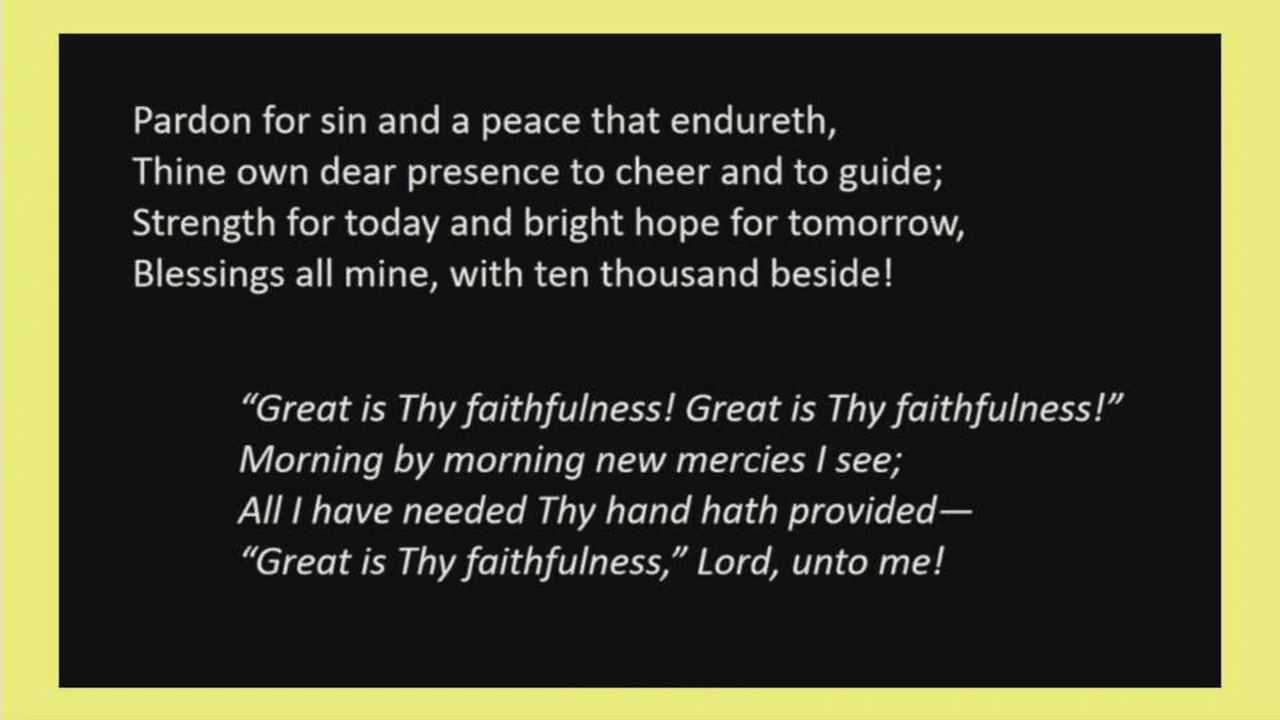 Pardon for sin and a peace that endureth,
Thine own dear presence to cheer and to guide;
Strength for today and bright hope for tomorrow,
Blessings all mine, with ten thousand beside!
“Great is Thy faithfulness! Great is Thy faithfulness!”
Morning by morning new mercies I see;
All I have needed Thy hand hath provided—
“Great is Thy faithfulness,” Lord, unto me!